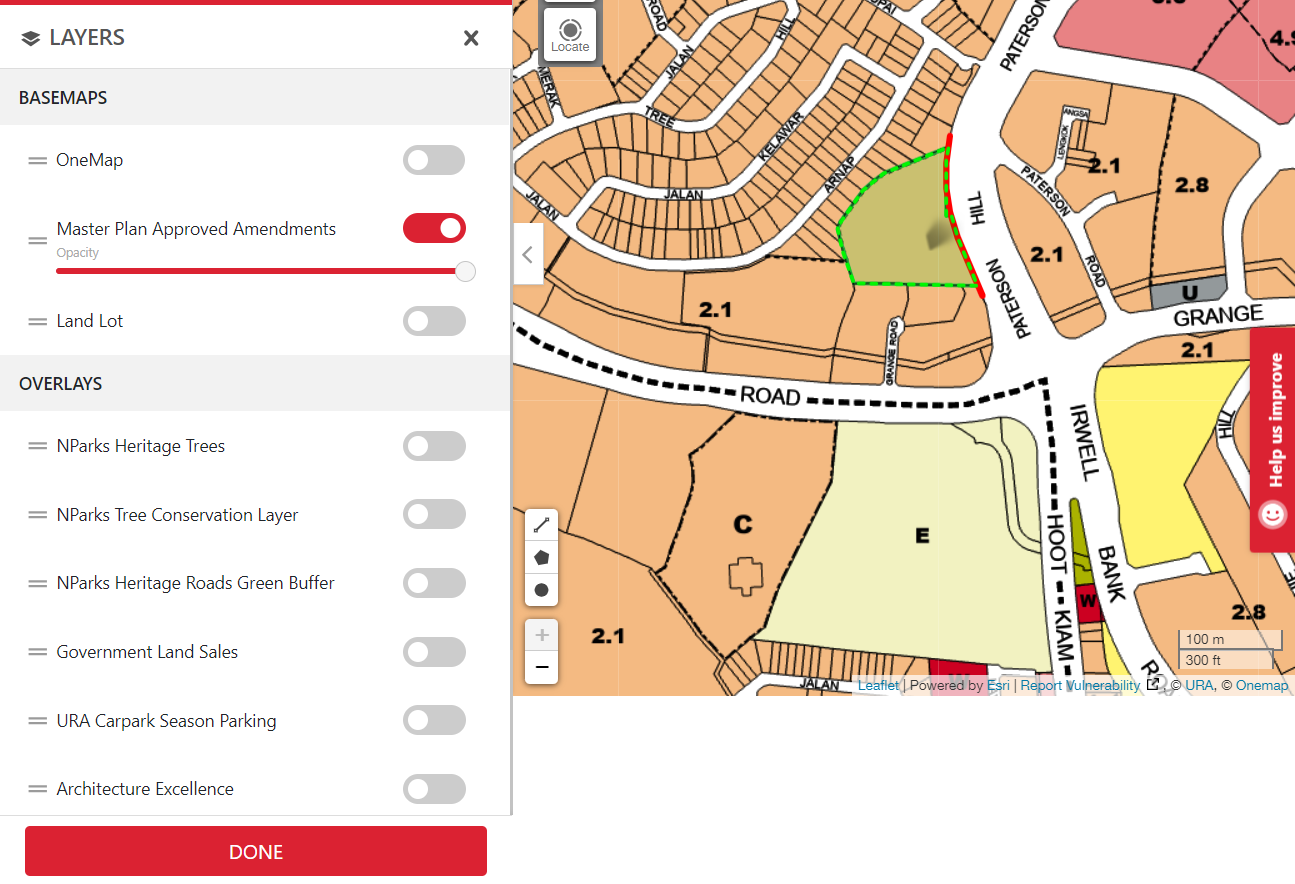 LAYERS
BASEMAPS
OneMap
Master Plan Approved Amendments
Opacity
Land Lot
OVERLAYS
NParks Heritage Trees
NParks Tree Conservation Layer
NParks Heritage Roads Green Buffer
Government Land Sales
URA Carpark Season Parking
Architecture Excellence
DONE
Locate
ROAD
JALAN
HILL
PATERSON
4.9
MERAK
TREE
KELAWAR
ANGSA
LENGKOK
2.1
JALAN
JALAN
ARNAP
PATERSON
ROAD
2.8
HILL
PATERSON
2.1
U
GRANGE
2.1
GRANGE ROAD
2.1
ROAD
IRWELL
HILL
Help us improve
C
E
HOOT
BANK
W
KIAM
2.1
2.8
100 m
300 ft
JALAN
Leaflet | Powered by Esri | Report Vulnerability © URA, © Onemap